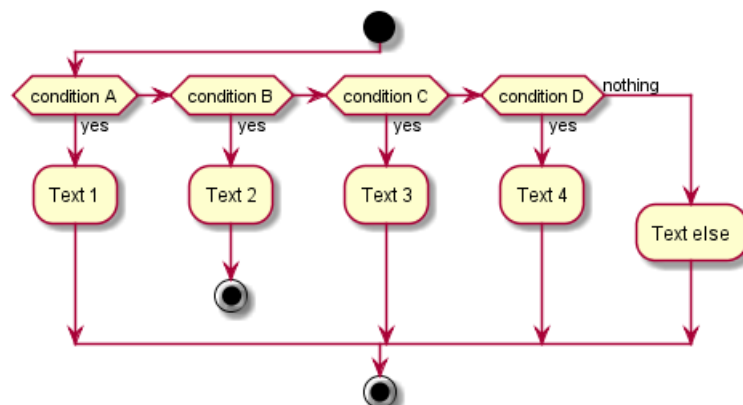 condition A
condition B
condition C
condition D
nothing
yes
yes
yes
yes
Text 1
Text 2
Text 3
Text 4
Text else